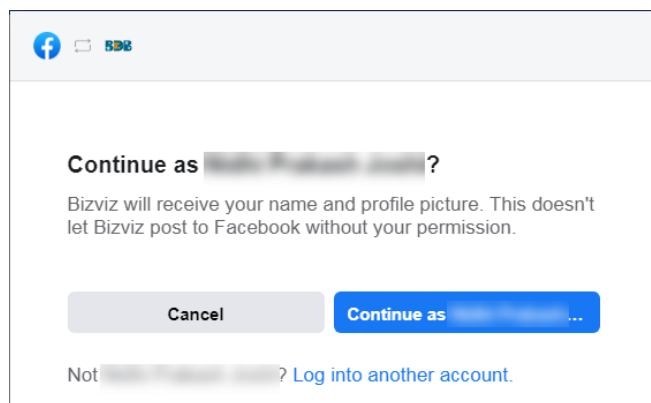 BDB
Continue as ?
Bizviz will receive your name and profile picture. This doesn't
let Bizviz post to Facebook without your permission.
Cancel
Continue as ...
Not ? Log into another account.